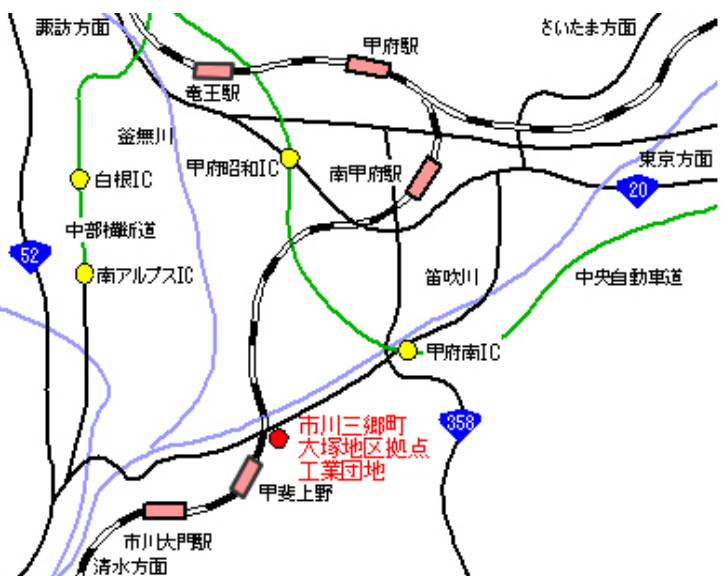 諏訪方面
さいたま方面
甲府駅
竜王駅
釜無川
甲府昭和IC
南甲府駅
東京方面
白根IC
20
中部横断道
52
南アルプスIC
笛吹川
中央自動車道
甲府南IC
市川三郷町
大塚地区拠点
工業団地
358
甲斐上野
市川大門駅
清水方面